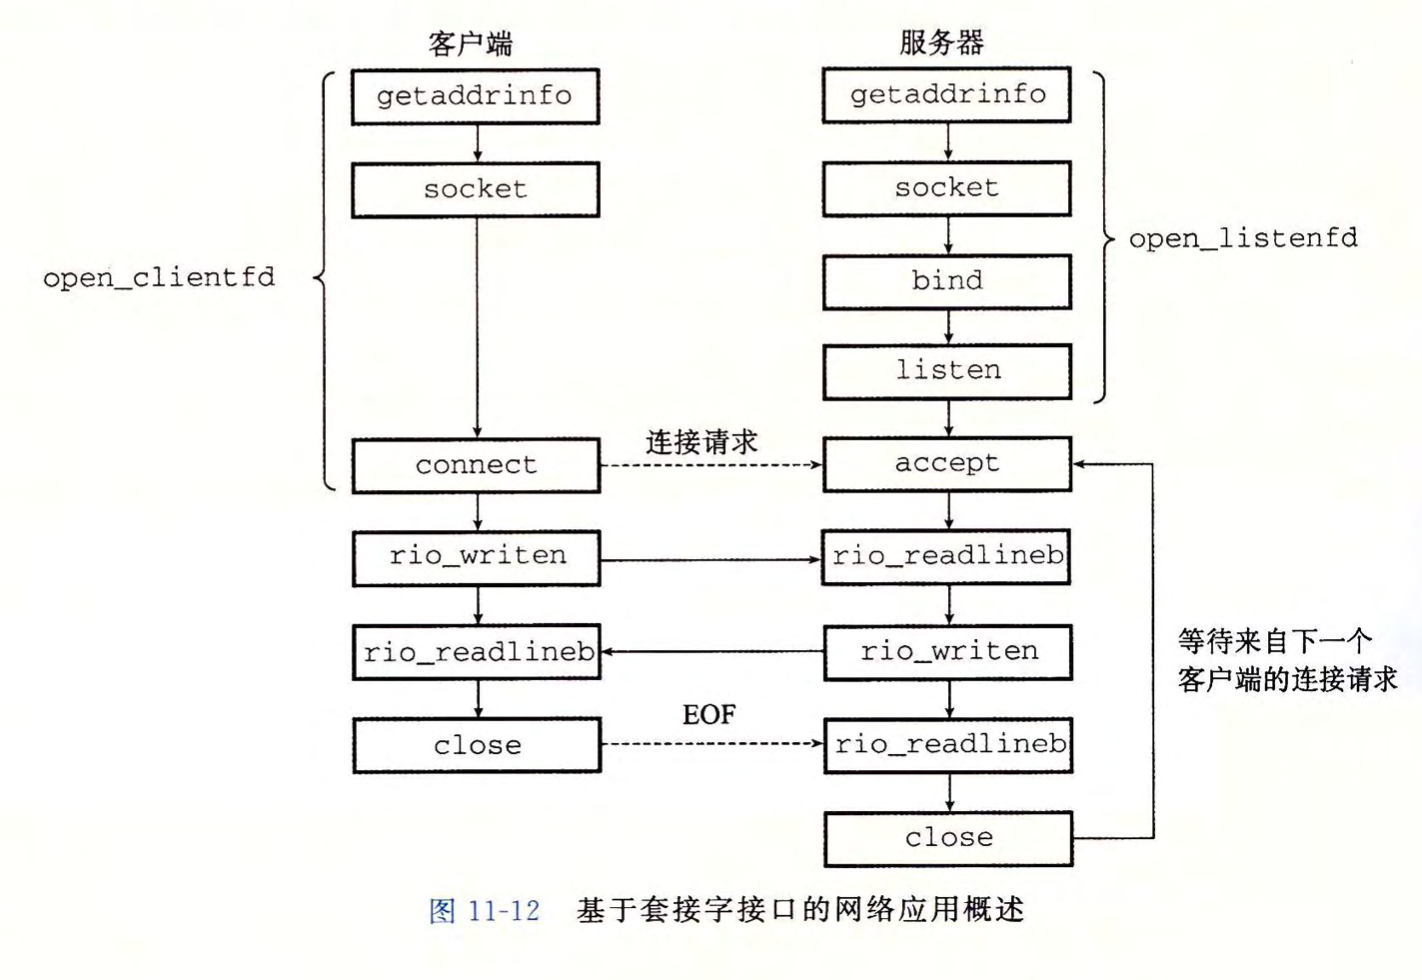 客户端
服务器
getaddrinfo
getaddrinfo
socket
socket
open_clientfd
open_listenfd
bind
listen
connect
连接请求
accept
rio_writen
rio_readlineb
rio_readlineb
rio_writen
等待来自下一个
客户端的连接请求
close
EOF
rio_readlineb
close
图 11-12 基于套接字接口的网络应用概述